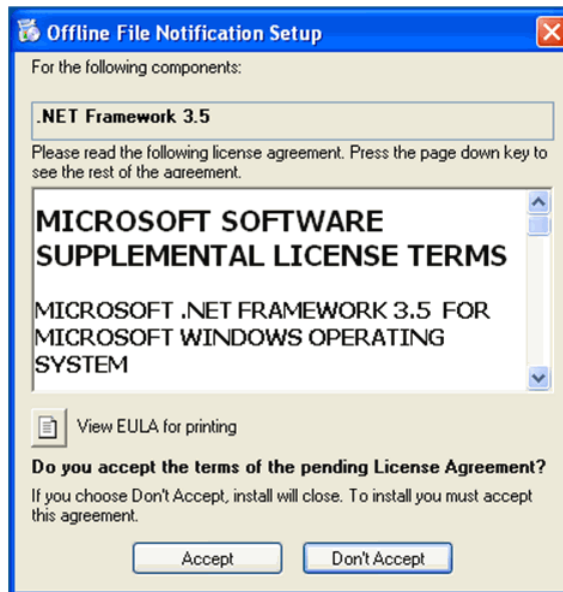 Offline File Notification Setup
For the following components:
.NET Framework 3.5
Please read the following license agreement. Press the page down key to
see the rest of the agreement.
MICROSOFT SOFTWARE
SUPPLEMENTAL LICENSE TERMS
MICROSOFT .NET FRAMEWORK 3.5 FOR
MICROSOFT WINDOWS OPERATING
SYSTEM
View EULA for printing
Do you accept the terms of the pending License Agreement?
If you choose Don't Accept, install will close. To install you must accept
this agreement.
Accept Don't Accept